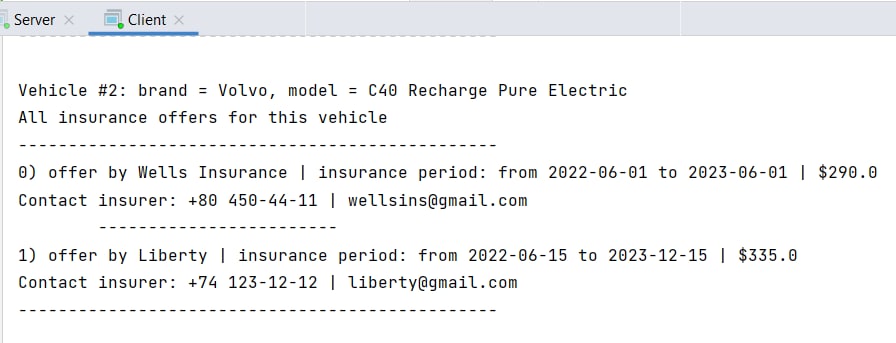 Server Client
Vehicle #2: brand = Volvo, model = C40 Recharge Pure Electric
All insurance offers for this vehicle
------------------------------------------------
0) offer by Wells Insurance | insurance period: from 2022-06-01 to 2023-06-01 | $290.0
Contact insurer: +80 450-44-11 | wellsins@gmail.com
------------------------
1) offer by Liberty | insurance period: from 2022-06-15 to 2023-12-15 | $335.0
Contact insurer: +74 123-12-12 | liberty@gmail.com
------------------------------------------------